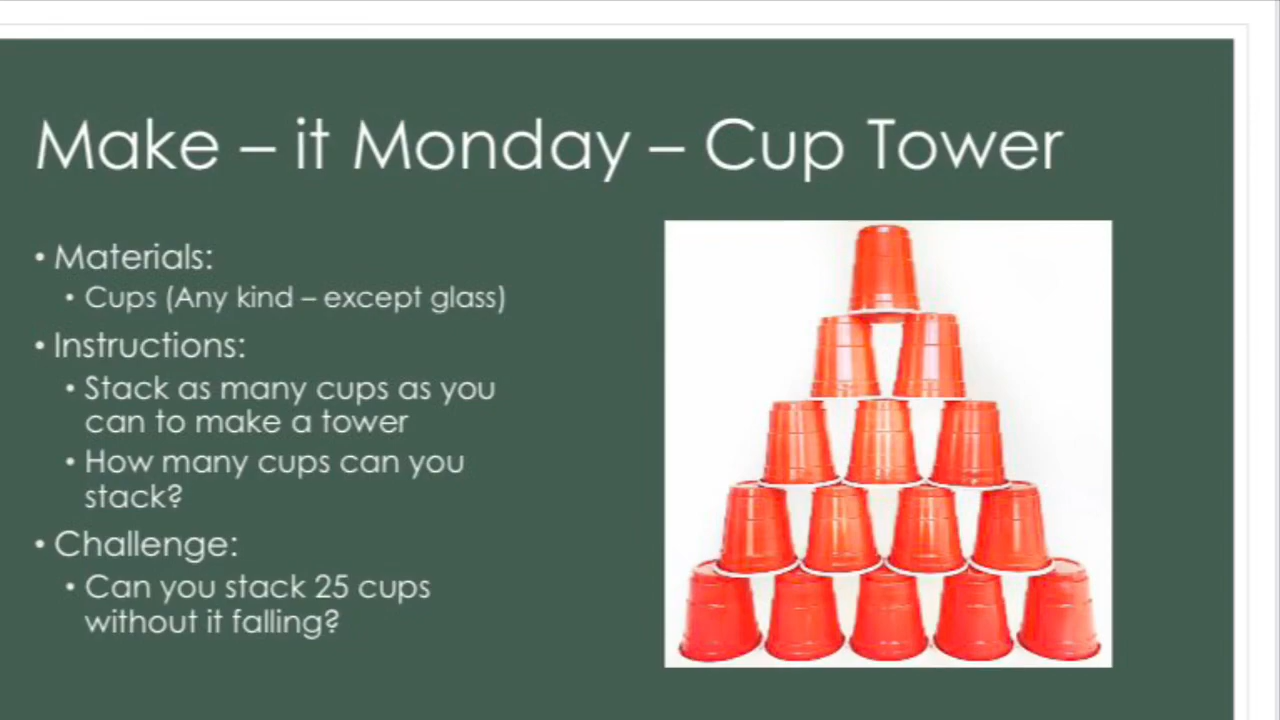 Make – it Monday – Cup Tower
• Materials:
• Cups (Any kind – except glass)
• Instructions:
• Stack as many cups as you
can to make a tower
• How many cups can you
stack?
• Challenge:
• Can you stack 25 cups
without it falling?